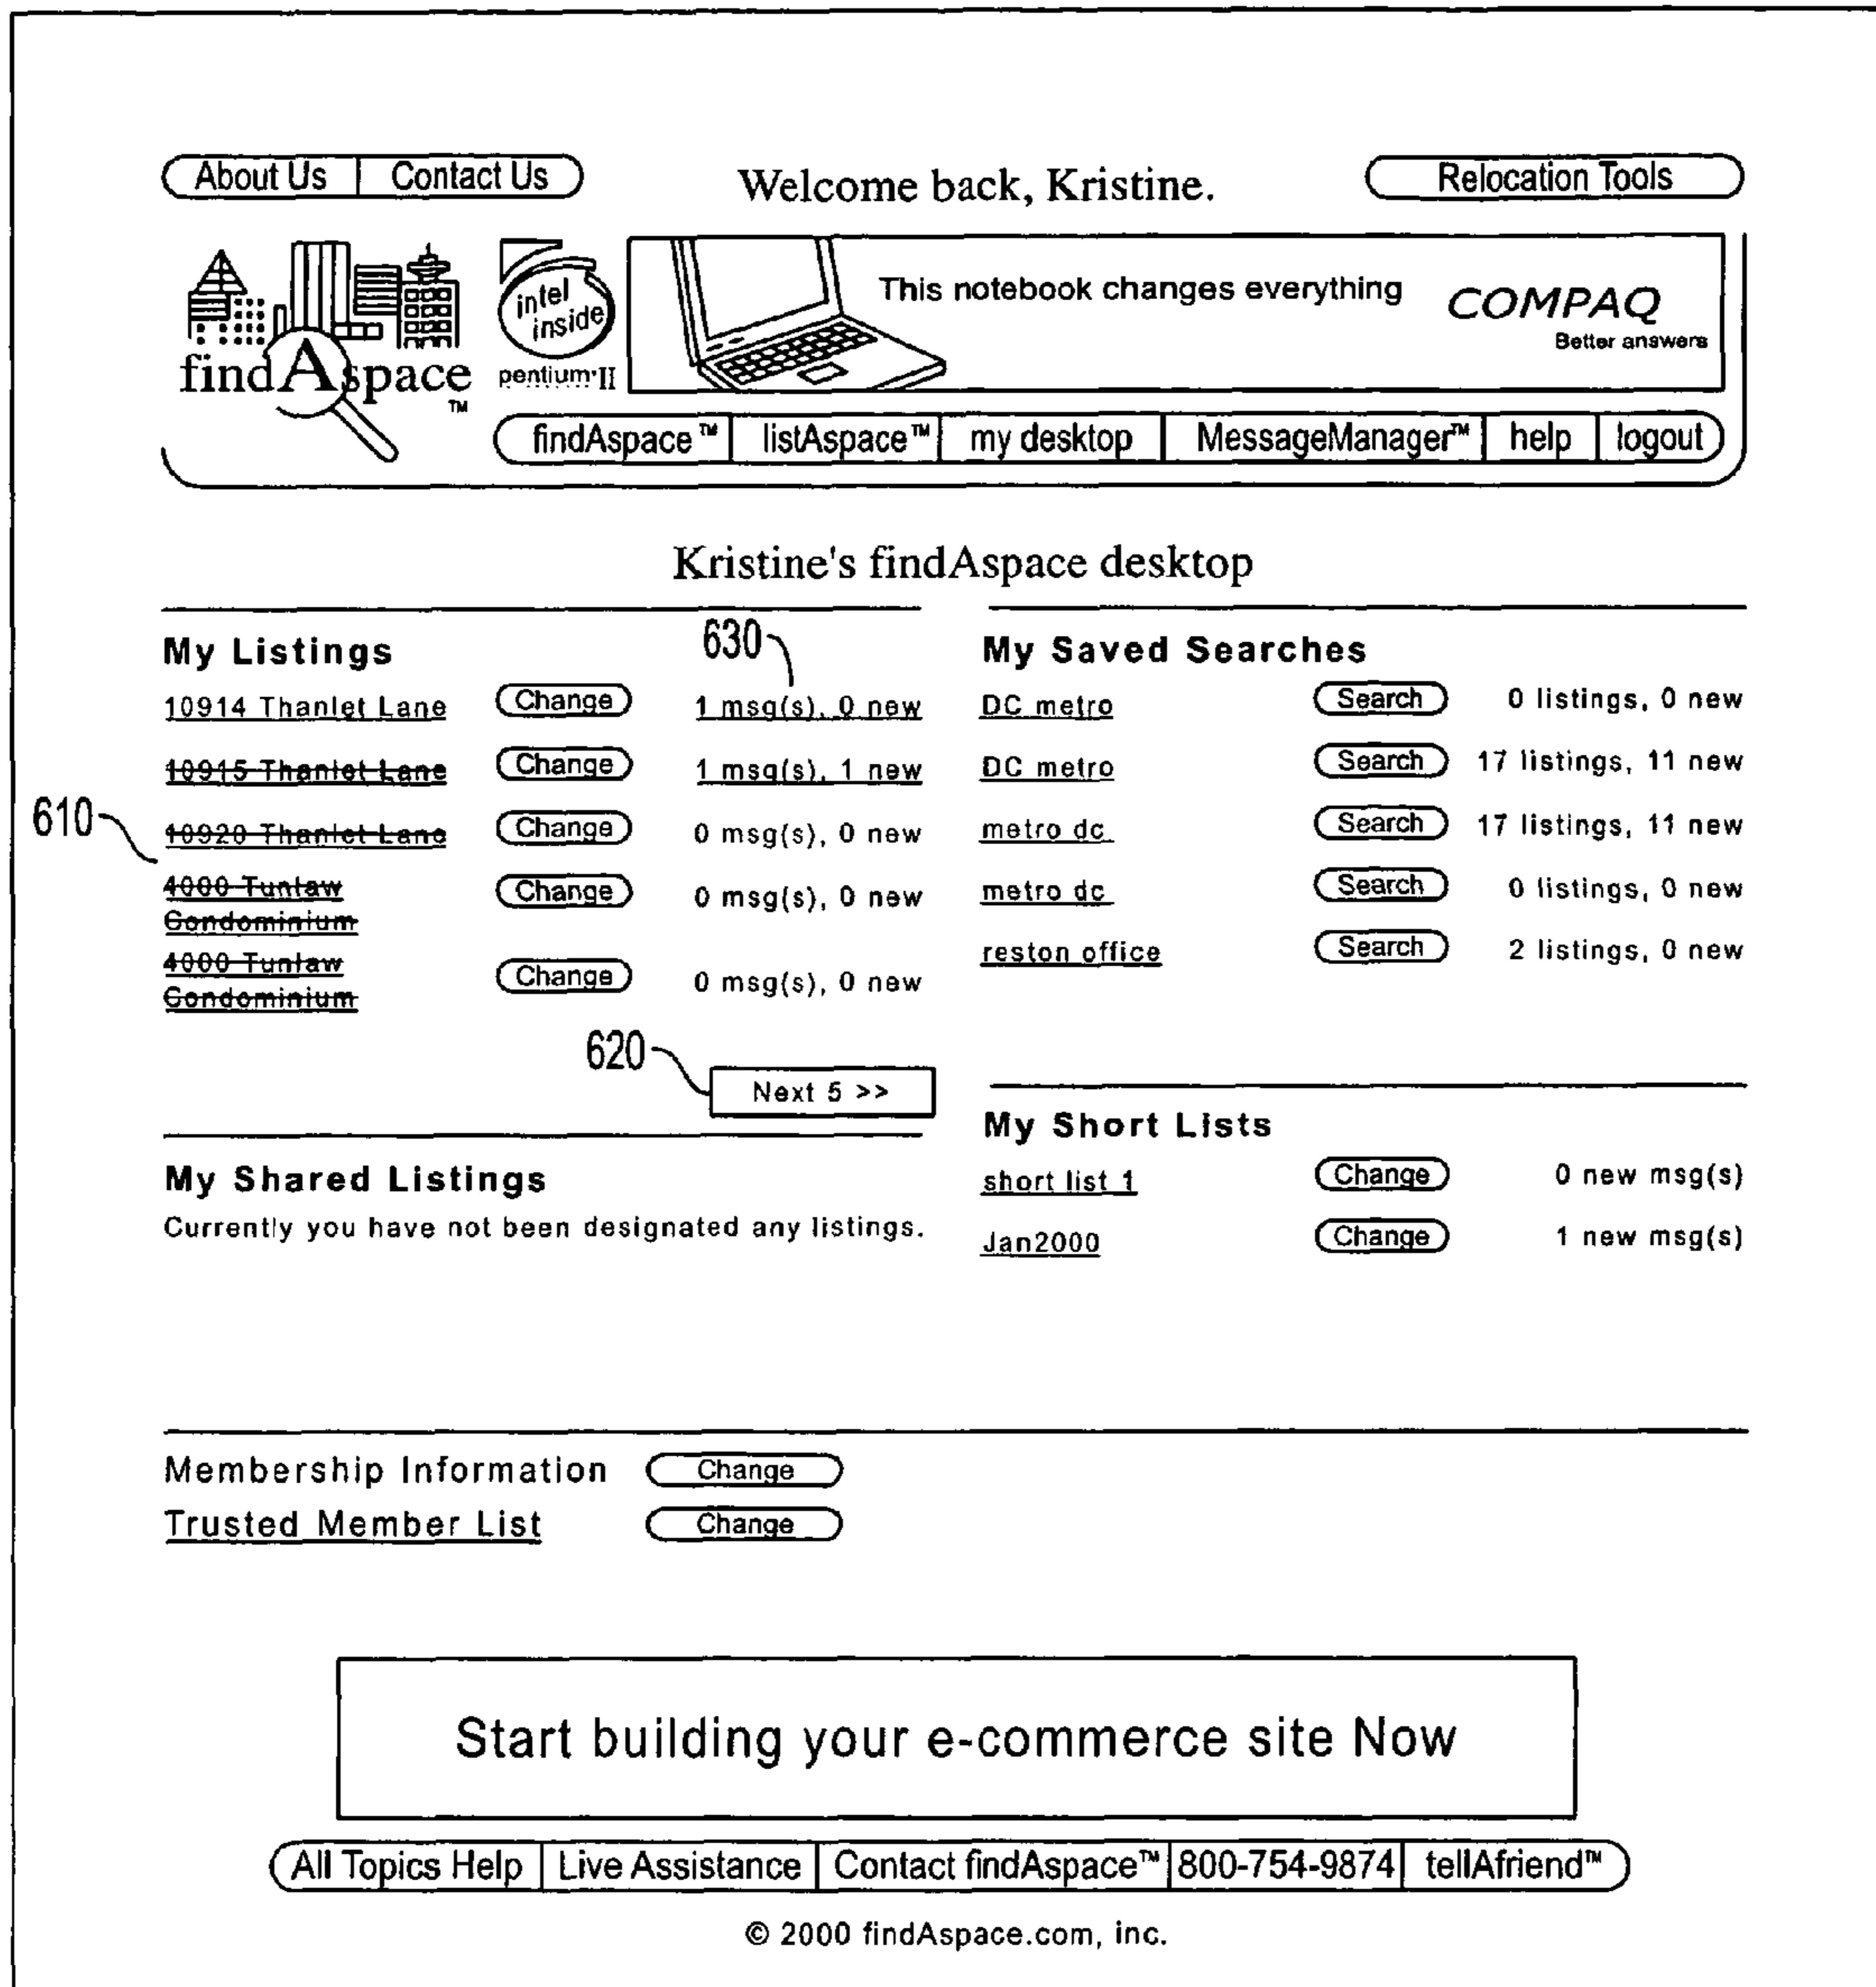 About Us | Contact Us
Welcome back, Kristine.
Relocation Tools
findAspace™
intel inside
pentium·II
This notebook changes everything
COMPAQ
Better answers
findAspace™ | listAspace™ | my desktop | MessageManager™ | help | logout
Kristine's findAspace desktop
My Listings
630
10914 Thanlet Lane Change 1 msg(s), 0 new
10915 Thanlet Lane Change 1 msg(s), 1 new
610
10920 Thanlet Lane Change 0 msg(s), 0 new
4000 Tunlaw Change 0 msg(s), 0 new
Condominium
4000 Tunlaw Change 0 msg(s), 0 new
Condominium
620
Next 5 >>
My Shared Listings
Currently you have not been designated any listings.
My Saved Searches
DC metro Search 0 listings, 0 new
DC metro Search 17 listings, 11 new
metro dc Search 17 listings, 11 new
metro dc Search 0 listings, 0 new
reston office Search 2 listings, 0 new
My Short Lists
short list 1 Change 0 new msg(s)
Jan2000 Change 1 new msg(s)
Membership Information Change
Trusted Member List Change
Start building your e-commerce site Now
All Topics Help | Live Assistance | Contact findAspace™ | 800-754-9874 | tellAfriend™
© 2000 findAspace.com, inc.